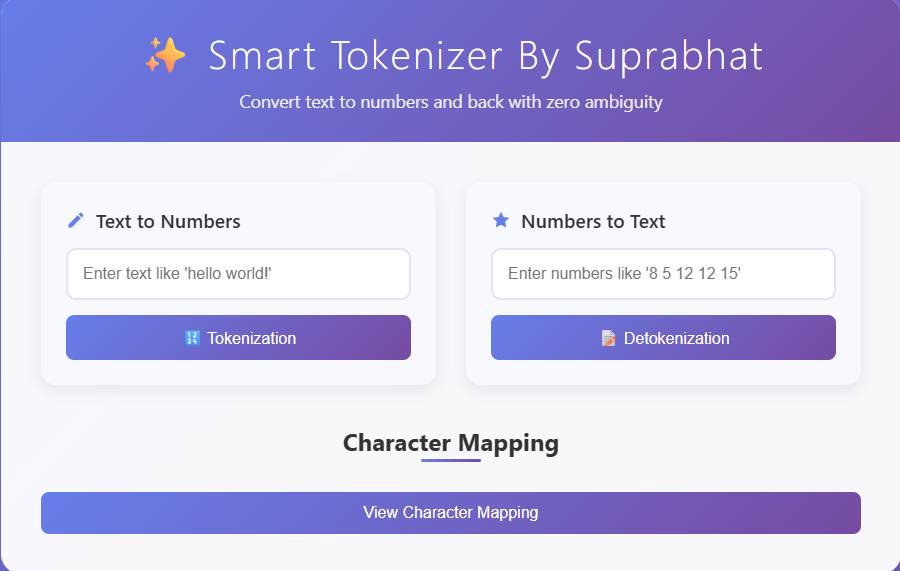 ✨ Smart Tokenizer By Suprabhat
Convert text to numbers and back with zero ambiguity
Text to Numbers
Enter text like 'hello world!'
🔢 Tokenization
Numbers to Text
Enter numbers like '8 5 12 12 15'
📝 Detokenization
Character Mapping
View Character Mapping